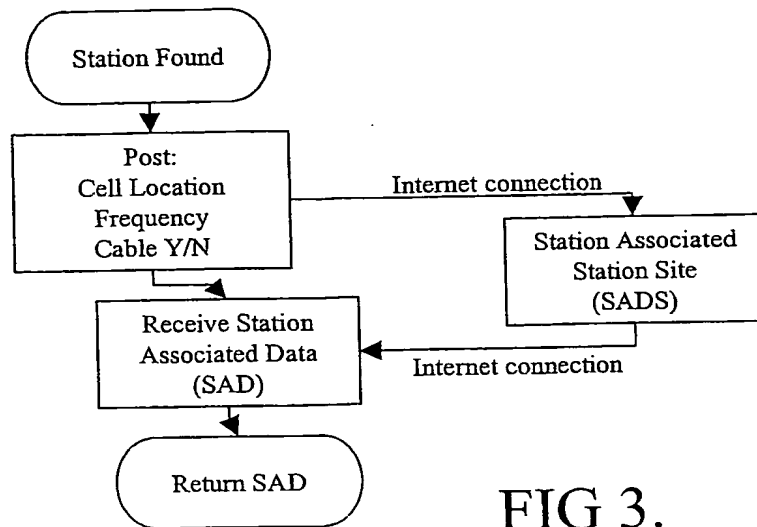 Station Found
Post:
Cell Location
Frequency
Cable Y/N
Internet connection
Station Associated
Station Site
(SADS)
Receive Station
Associated Data
(SAD)
Internet connection
Return SAD
FIG 3.